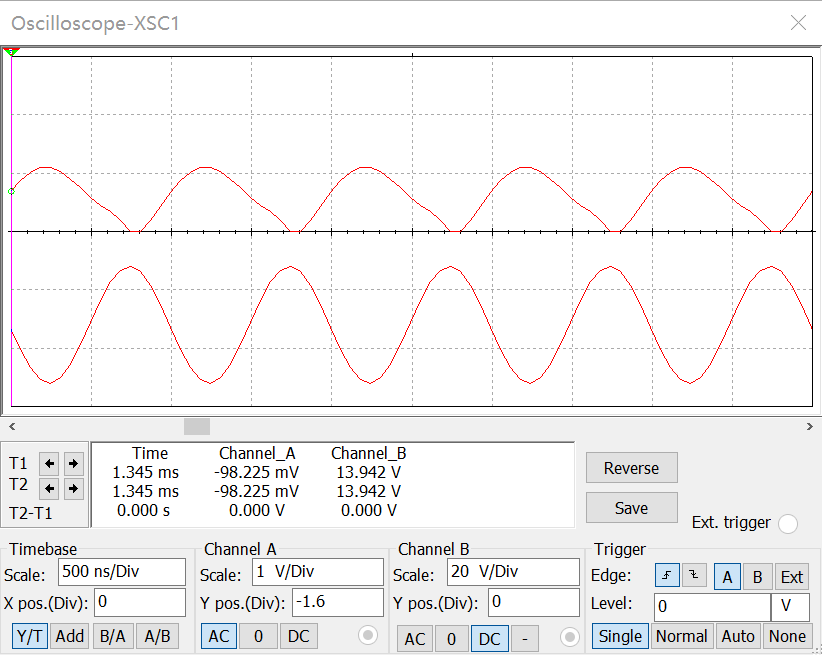 Oscilloscope-XSC1
Time Channel_A Channel_B
T1 1.345 ms -98.225 mV 13.942 V
T2 1.345 ms -98.225 mV 13.942 V
T2-T1 0.000 s 0.000 V 0.000 V
Reverse
Save
Ext. trigger
Timebase
Scale: 500 ns/Div
X pos.(Div): 0
Y/T Add B/A A/B
Channel A
Scale: 1 V/Div
Y pos.(Div): -1.6
AC 0 DC
Channel B
Scale: 20 V/Div
Y pos.(Div): 0
AC 0 DC -
Trigger
Edge: A B Ext
Level: 0 V
Single Normal Auto None